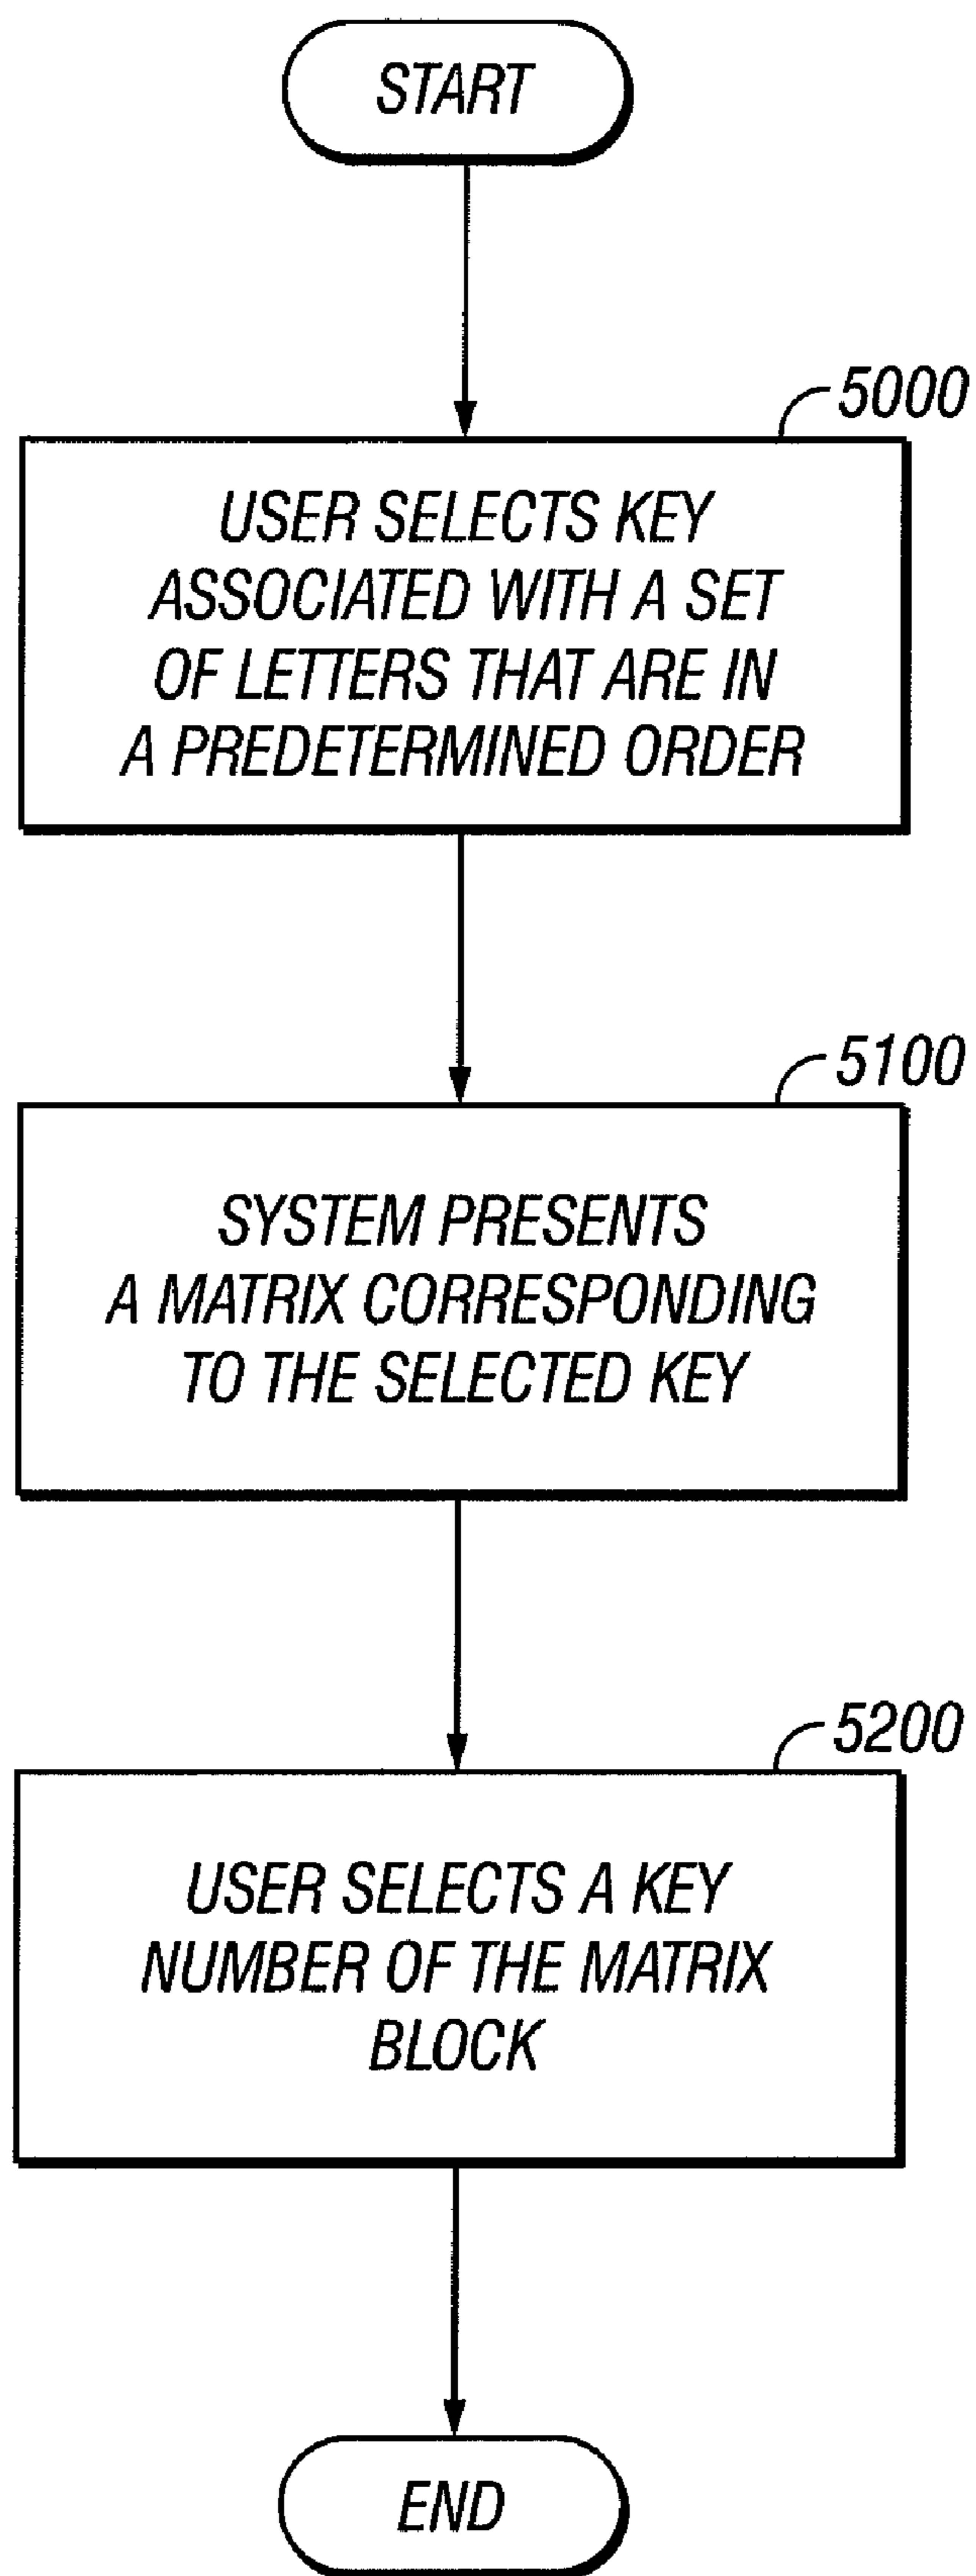 START
5000
USER SELECTS KEY
ASSOCIATED WITH A SET
OF LETTERS THAT ARE IN
A PREDETERMINED ORDER
5100
SYSTEM PRESENTS
A MATRIX CORRESPONDING
TO THE SELECTED KEY
5200
USER SELECTS A KEY
NUMBER OF THE MATRIX
BLOCK
END